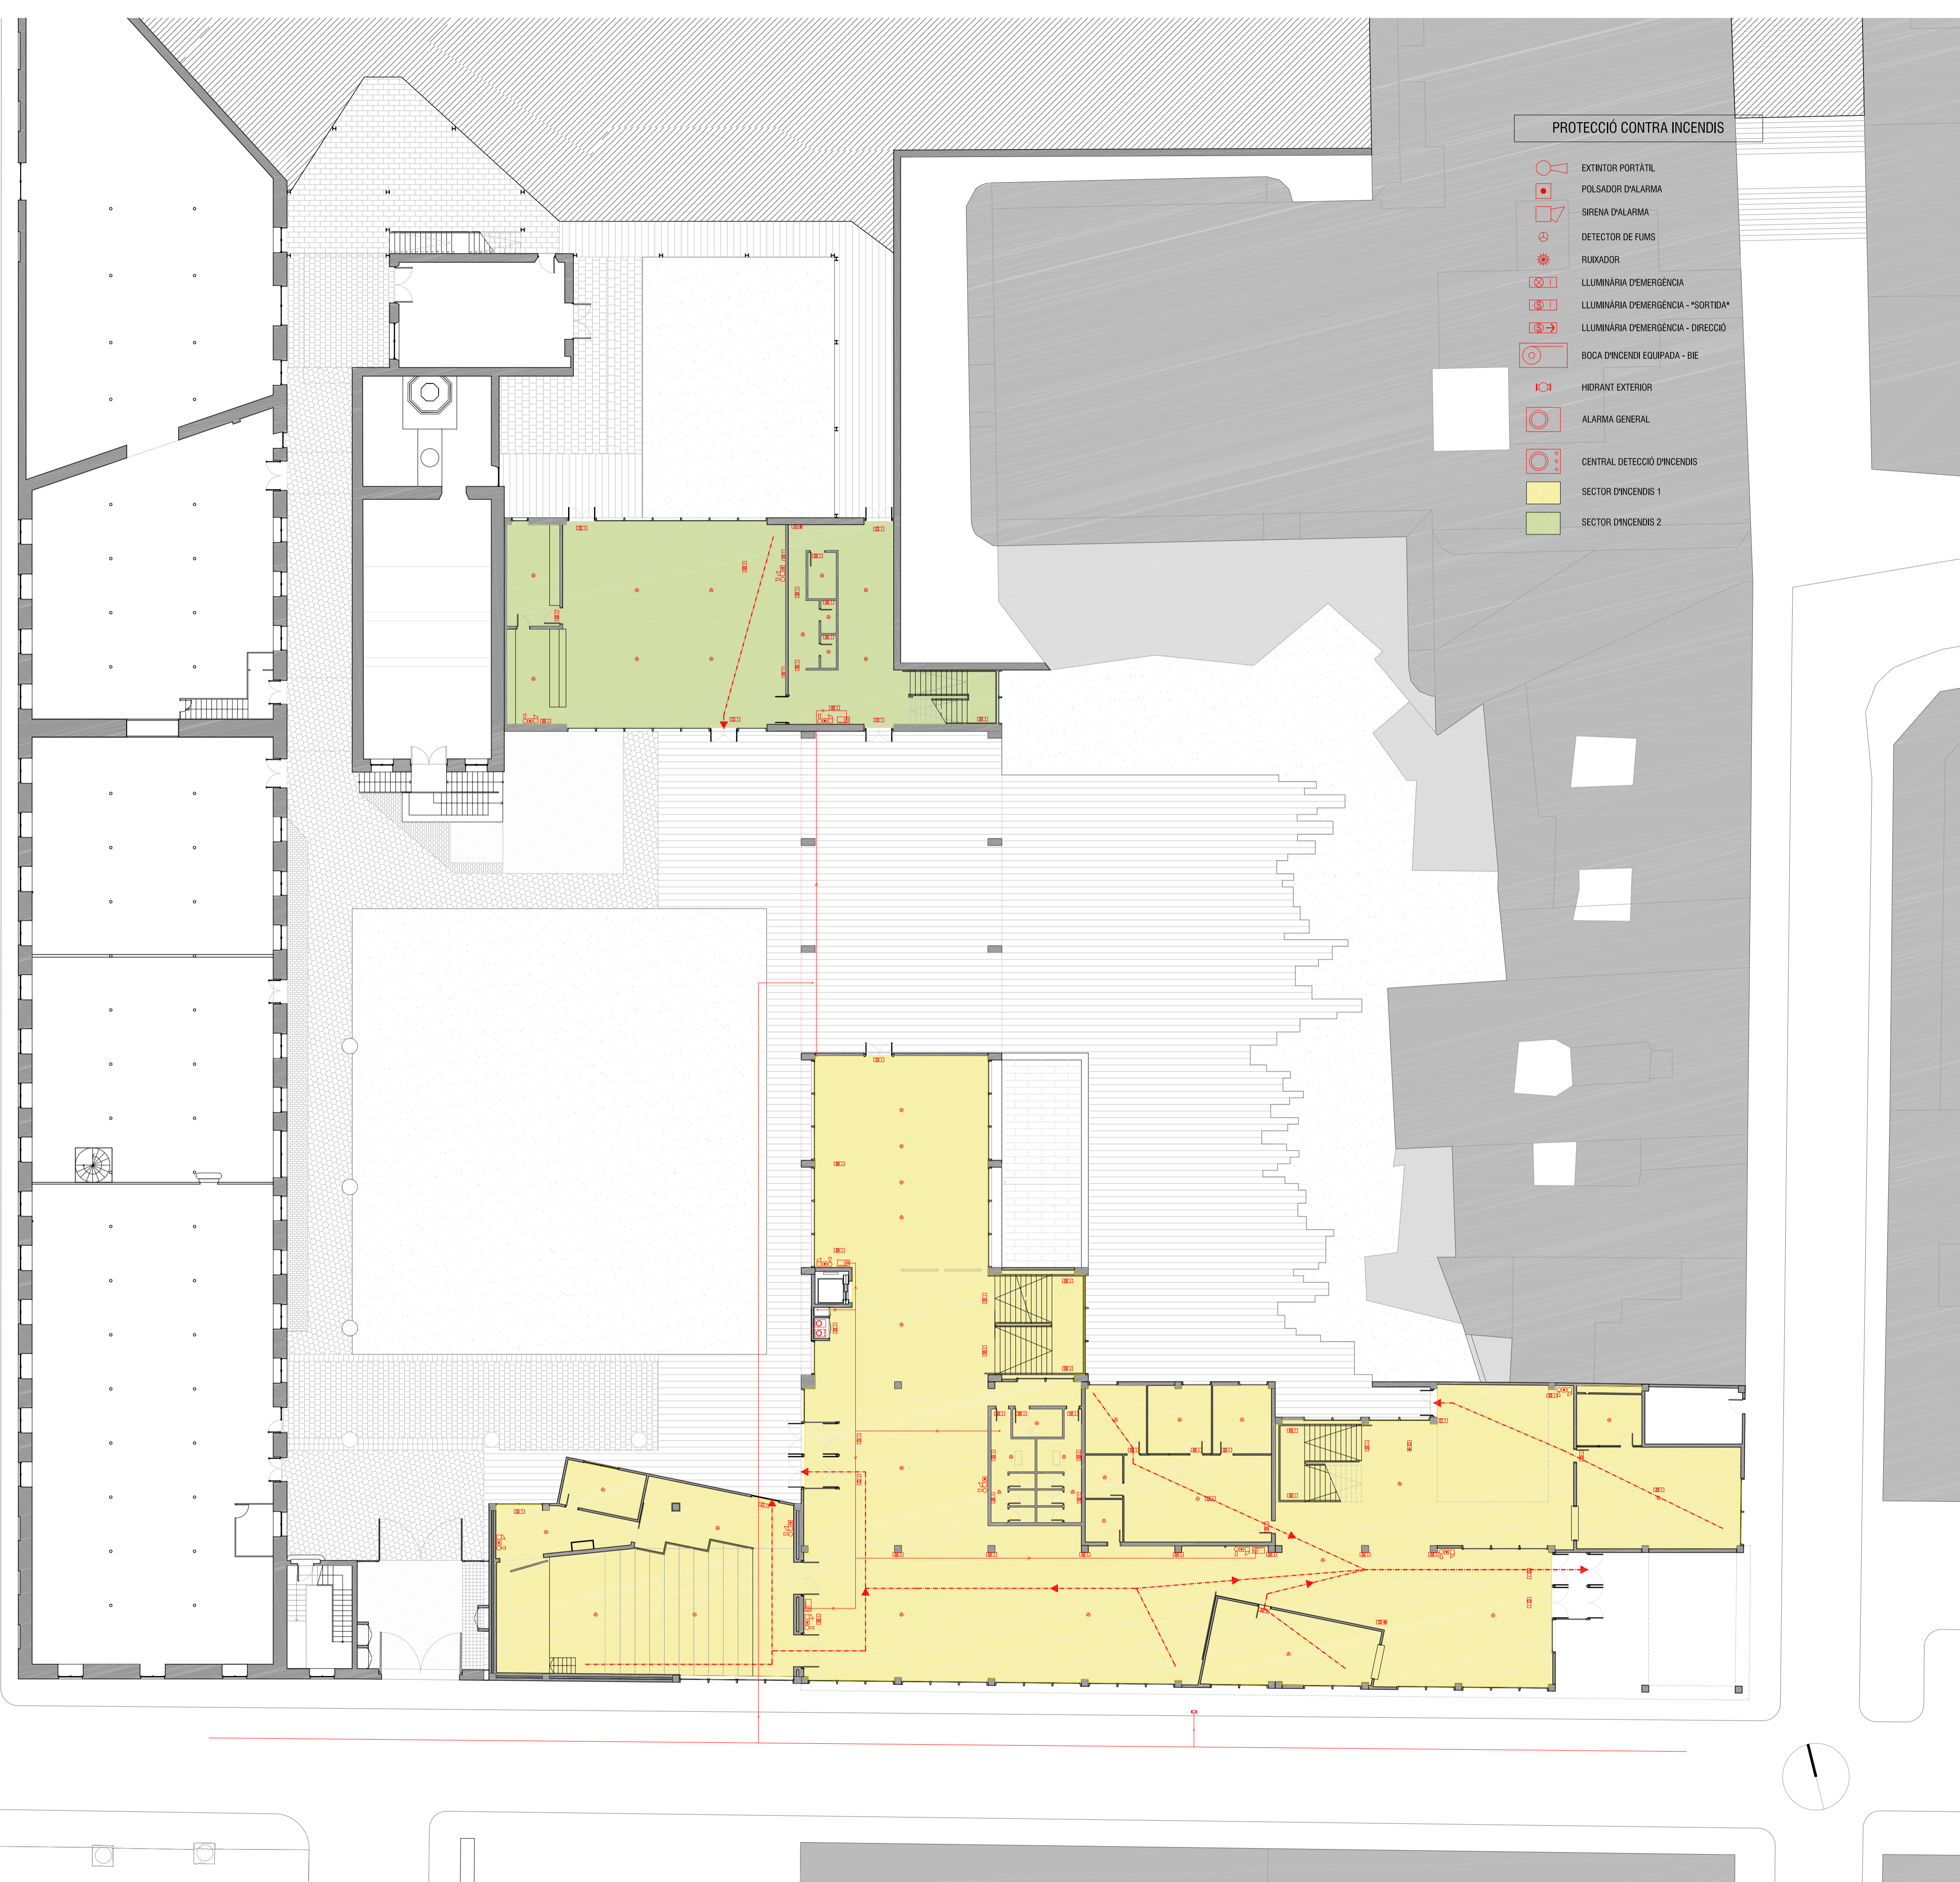 PROTECCIÓ CONTRA INCENDIS
EXTINTOR PORTÀTIL
POLSADOR D'ALARMA
SIRENA D'ALARMA
DETECTOR DE FUMS
RUIXADOR
LLUMINÀRIA D'EMERGÈNCIA
LLUMINÀRIA D'EMERGÈNCIA - "SORTIDA"
LLUMINÀRIA D'EMERGÈNCIA - DIRECCIÓ
BOCA D'INCENDI EQUIPADA - BIE
HIDRANT EXTERIOR
ALARMA GENERAL
CENTRAL DETECCIÓ D'INCENDIS
SECTOR D'INCENDIS 1
SECTOR D'INCENDIS 2